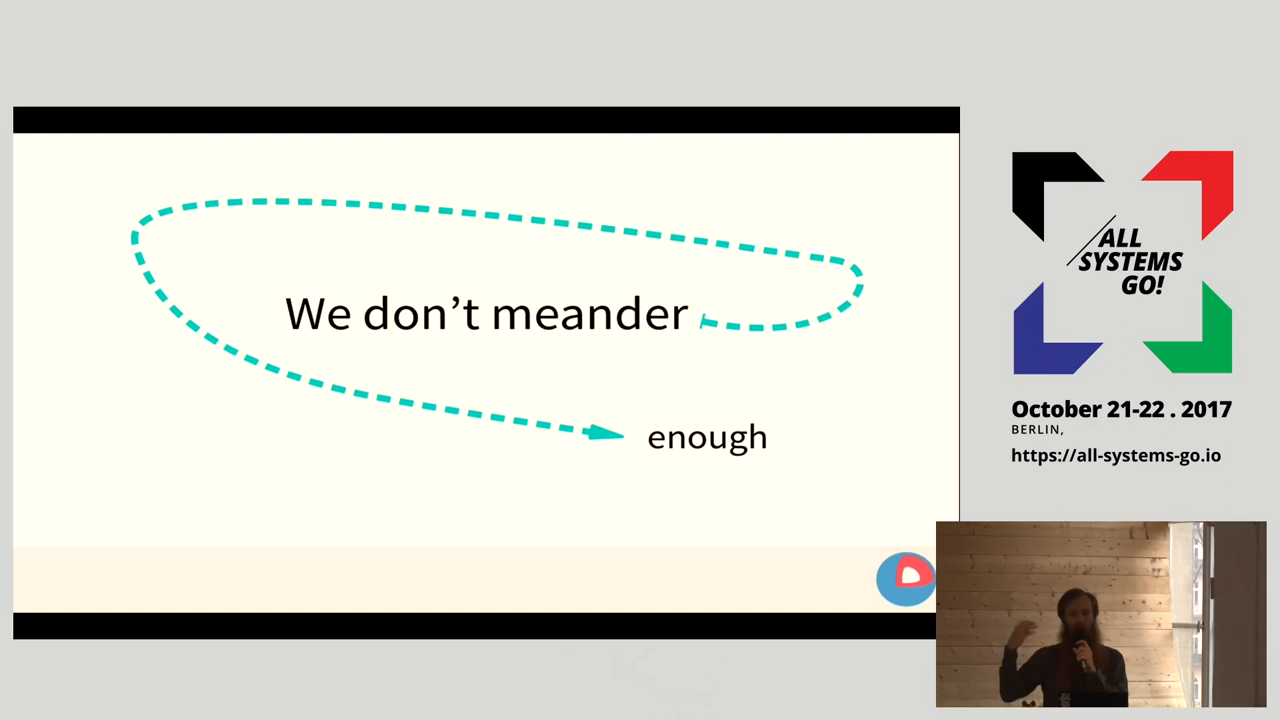 We don’t meander
enough
ALL
SYSTEMS
GO!
October 21-22 . 2017
BERLIN,
https://all-systems-go.io